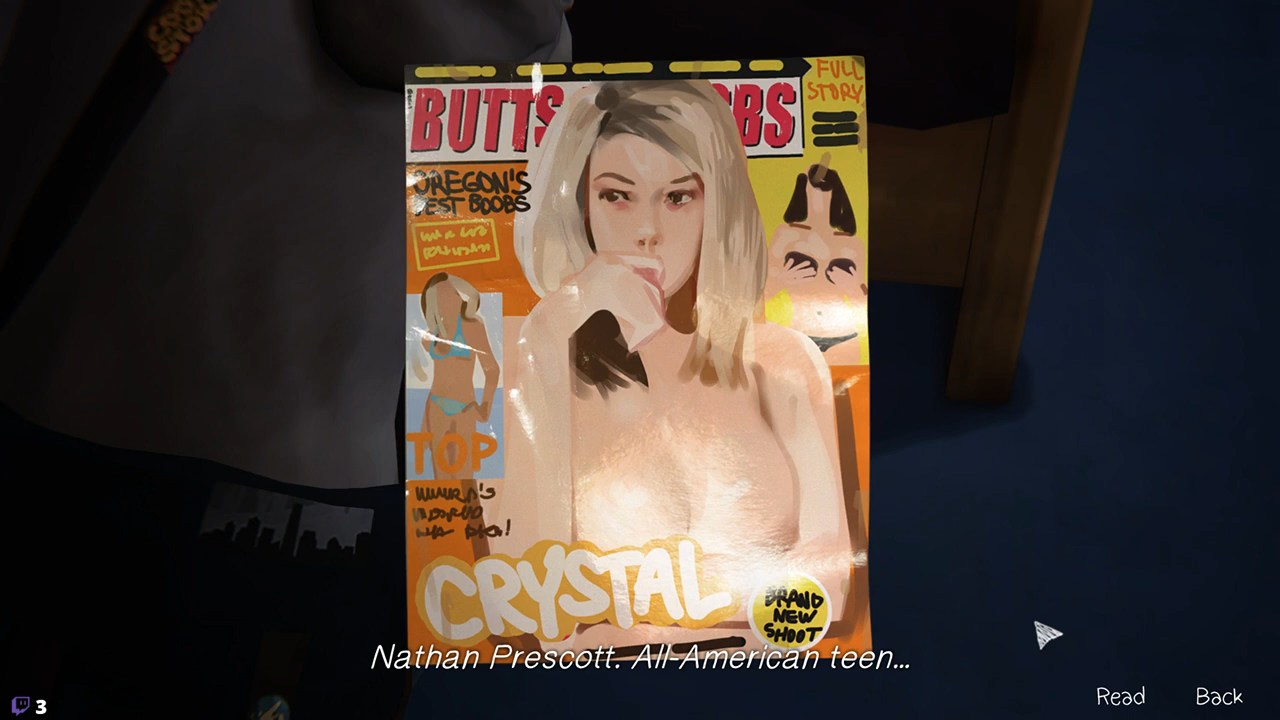 FULL
STORY
BUTTS
OREGON'S
BEST BOOBS
TOP
CRYSTAL
BRAND
NEW
SHOOT
Nathan Prescott. All-American teen...
Read
Back
3